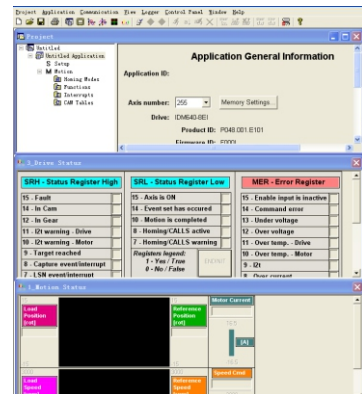 Project Application Communication View Logger Control Panel Window Help
Project
Untitled
Untitled Application
S Setup
M Motion
Homing Modes
Functions
Interrupts
CAM Tables
Application General Information
Application ID:
Axis number: 255 Memory Settings...
Drive: IDM640-8EI
Product ID: P048.001.E101
Firmware ID: F000I
3_Drive Status
SRH - Status Register High
15 - Fault
14 - In Cam
12 - In Gear
11 - I2t warning - Drive
10 - I2t warning - Motor
9 - Target reached
8 - Capture event/interrupt
7 - LSN event/interrupt
SRL - Status Register Low
15 - Axis is ON
14 - Event set has occured
10 - Motion is completed
8 - Homing/CALLS active
7 - Homing/CALLS warning
Registers legend:
1 - Yes / True
0 - No / False
MER - Error Register
15 - Enable input is inactive
14 - Command error
13 - Under voltage
12 - Over voltage
11 - Over temp. - Drive
10 - Over temp. - Motor
9 - I2t
8 - Over current
1_Motion Status
Load
Position
[rot]
Reference
Position
[rot]
Motor Current
[A]
Load
Speed
Reference
Speed
Speed Cmd